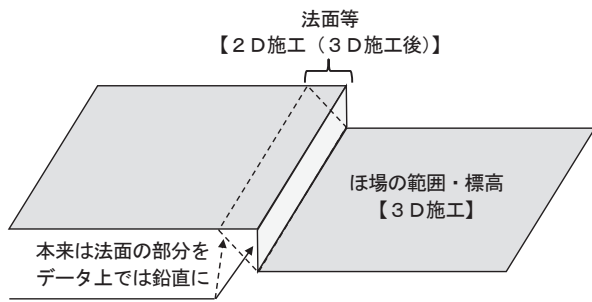 法面等
【2D施工（3D施工後）】
ほ場の範囲・標高
【3D施工】
本来は法面の部分を
データ上では鉛直に